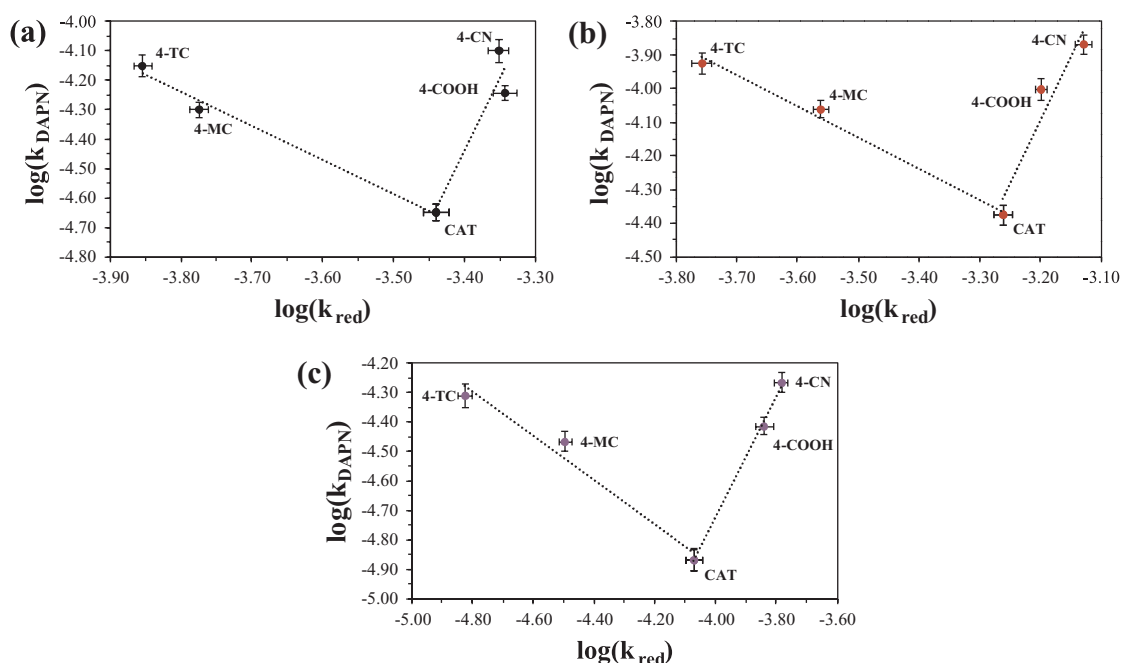 (a)
log(k DAPN)
-4.00
-4.10
-4.20
-4.30
-4.40
-4.50
-4.60
-4.70
-4.80
4-TC
4-MC
4-CN
4-COOH
CAT
-3.90 -3.80 -3.70 -3.60 -3.50 -3.40 -3.30
log(k red)
(b)
log(k DAPN)
-3.80
-3.90
-4.00
-4.10
-4.20
-4.30
-4.40
-4.50
4-TC
4-MC
4-CN
4-COOH
CAT
-3.80 -3.70 -3.60 -3.50 -3.40 -3.30 -3.20 -3.10
log(k red)
(c)
log(k DAPN)
-4.20
-4.30
-4.40
-4.50
-4.60
-4.70
-4.80
-4.90
-5.00
4-TC
4-MC
4-CN
4-COOH
CAT
-5.00 -4.80 -4.60 -4.40 -4.20 -4.00 -3.80 -3.60
log(k red)